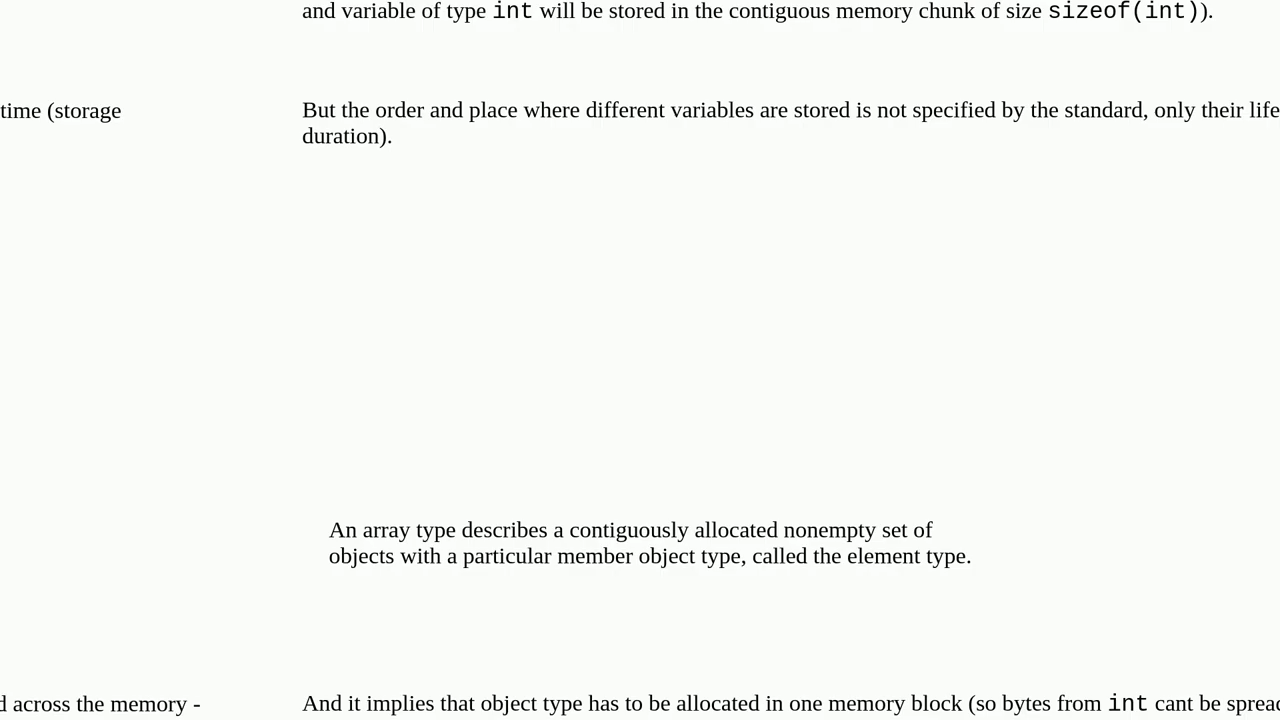 and variable of type int will be stored in the contiguous memory chunk of size sizeof(int)).
time (storage
But the order and place where different variables are stored is not specified by the standard, only their life
duration).
An array type describes a contiguously allocated nonempty set of
objects with a particular member object type, called the element type.
d across the memory -
And it implies that object type has to be allocated in one memory block (so bytes from int cant be spread